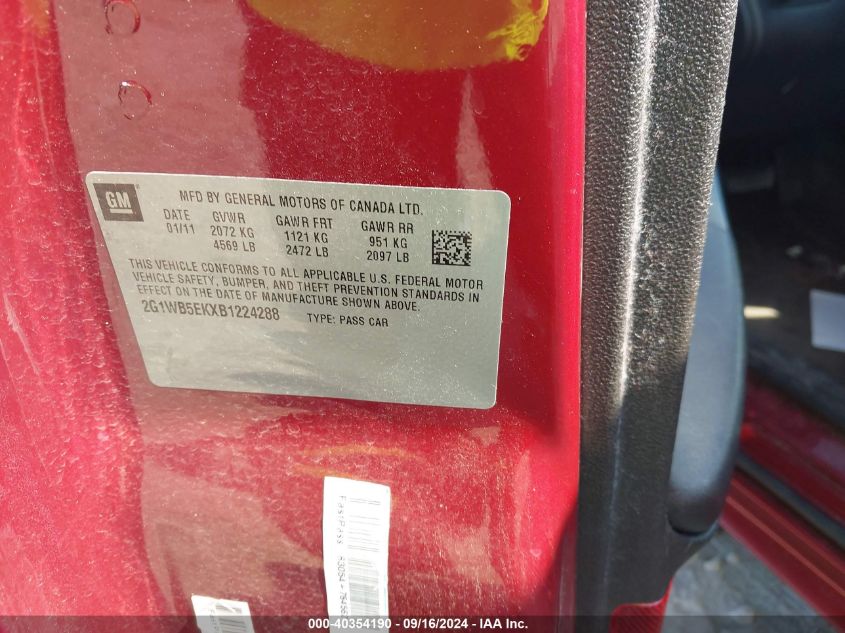 GM
MFD BY GENERAL MOTORS OF CANADA LTD.
DATE GVWR GAWR FRT GAWR RR
01/11 2072 KG 1121 KG 951 KG
4569 LB 2472 LB 2097 LB
THIS VEHICLE CONFORMS TO ALL APPLICABLE U.S. FEDERAL MOTOR
VEHICLE SAFETY, BUMPER, AND THEFT PREVENTION STANDARDS IN
EFFECT ON THE DATE OF MANUFACTURE SHOWN ABOVE.
2G1WB5EKXB1224288 TYPE: PASS CAR
FastPass
000-40354190 - 09/16/2024 - IAA Inc.